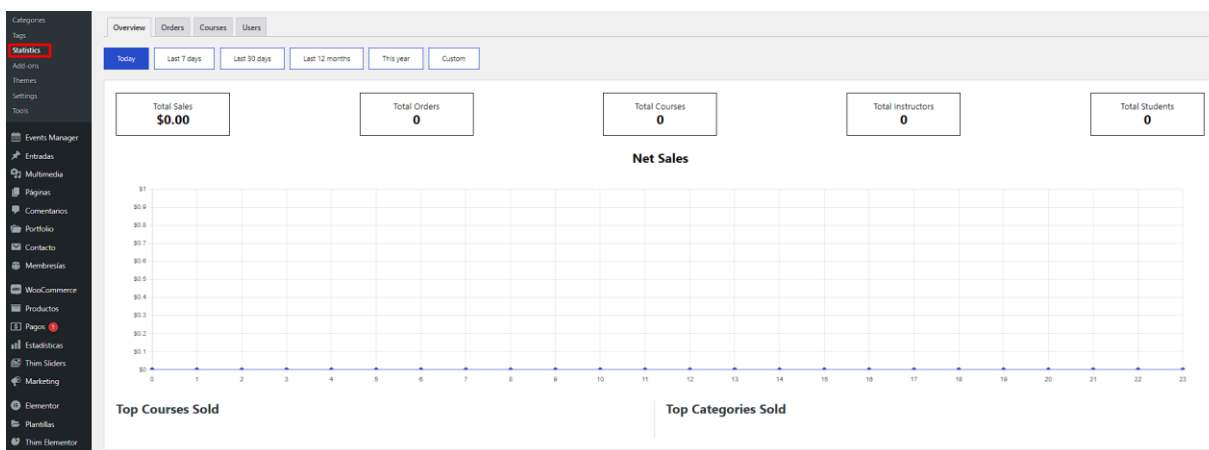 Categories
Tags
Statistics
Add-ons
Themes
Settings
Tools
Events Manager
Entradas
Multimedia
Páginas
Comentarios
Portfolio
Contacto
Membresías
WooCommerce
Productos
Pagos 1
Estadísticas
Thim Sliders
Marketing
Elementor
Plantillas
Thim Elementor
Overview Orders Courses Users
Today Last 7 days Last 30 days Last 12 months This year Custom
Total Sales Total Orders Total Courses Total Instructors Total Students
$0.00 0 0 0 0
Net Sales
$1
$0.9
$0.8
$0.7
$0.6
$0.5
$0.4
$0.3
$0.2
$0.1
$0
0 1 2 3 4 5 6 7 8 9 10 11 12 13 14 15 16 17 18 19 20 21 22 23
Top Courses Sold Top Categories Sold